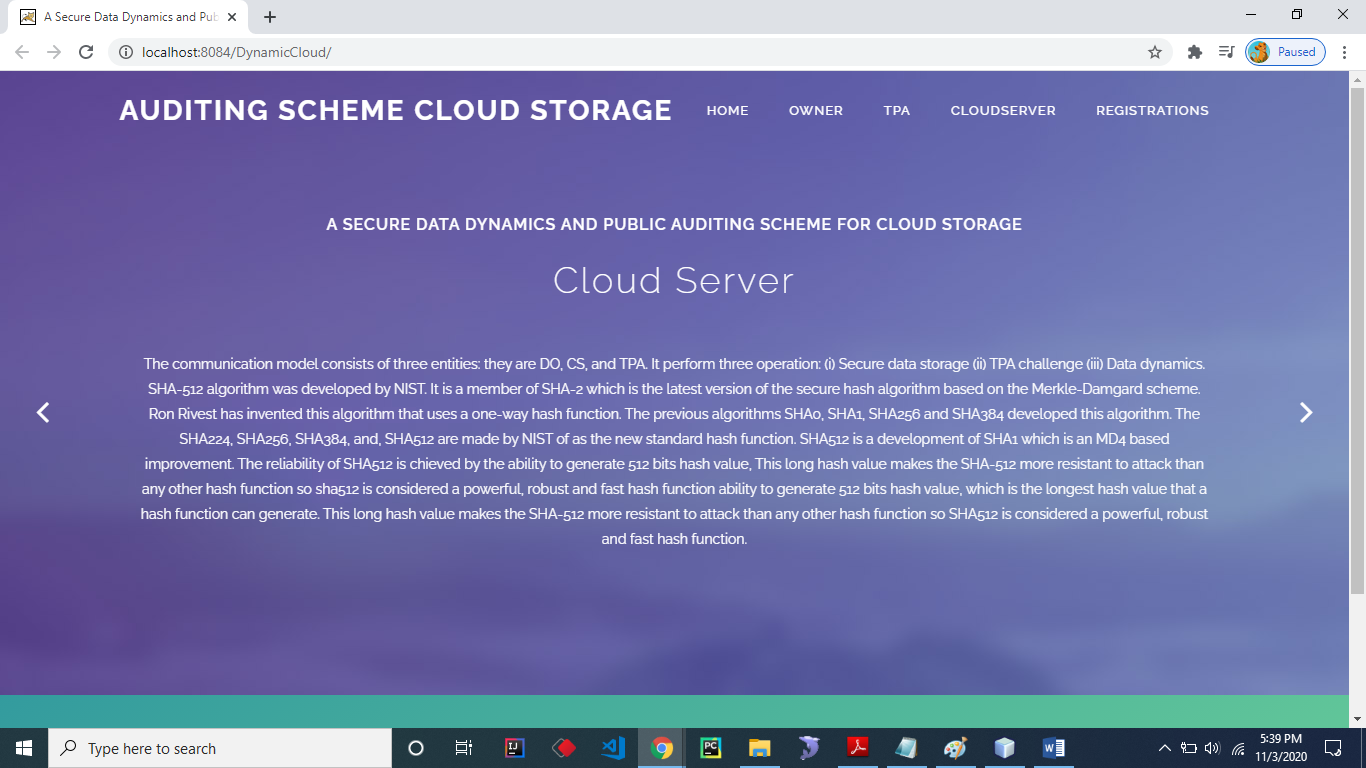 A Secure Data Dynamics and Pub
localhost:8084/DynamicCloud/
Paused
AUDITING SCHEME CLOUD STORAGE
HOME OWNER TPA CLOUDSERVER REGISTRATIONS
A SECURE DATA DYNAMICS AND PUBLIC AUDITING SCHEME FOR CLOUD STORAGE
Cloud Server
The communication model consists of three entities: they are DO, CS, and TPA. It perform three operation: (i) Secure data storage (ii) TPA challenge (iii) Data dynamics.
SHA-512 algorithm was developed by NIST. It is a member of SHA-2 which is the latest version of the secure hash algorithm based on the Merkle-Damgard scheme.
Ron Rivest has invented this algorithm that uses a one-way hash function. The previous algorithms SHA0, SHA1, SHA256 and SHA384 developed this algorithm. The
SHA224, SHA256, SHA384, and, SHA512 are made by NIST of as the new standard hash function. SHA512 is a development of SHA1 which is an MD4 based
improvement. The reliability of SHA512 is chieved by the ability to generate 512 bits hash value, This long hash value makes the SHA-512 more resistant to attack than
any other hash function so sha512 is considered a powerful, robust and fast hash function ability to generate 512 bits hash value, which is the longest hash value that a
hash function can generate. This long hash value makes the SHA-512 more resistant to attack than any other hash function so SHA512 is considered a powerful, robust
and fast hash function.
Type here to search
IJ
PC
W
5:39 PM
11/3/2020